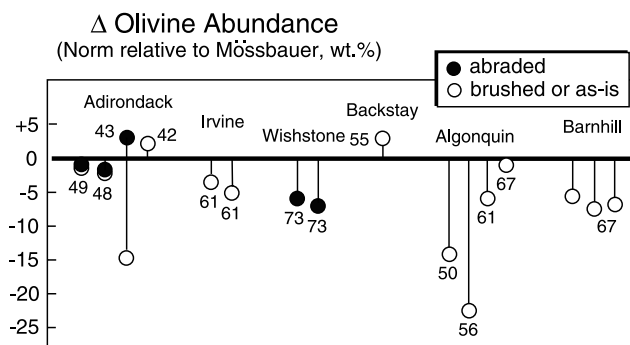 Δ Olivine Abundance
(Norm relative to Mössbauer, wt.%)
abraded
brushed or as-is
Adirondack
Irvine
Wishstone
Backstay
Algonquin
Barnhill
+5
0
-5
-10
-15
-20
-25
49
48
43
42
61
61
73
73
55
50
56
61
67
67